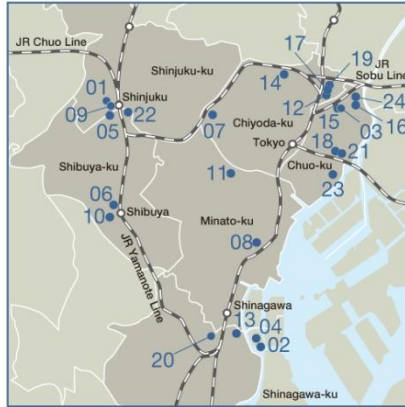 JR Chuo Line
JR
Sobu Line
17
19
Shinjuku-ku
14
01
Shinjuku
09
05
22
07
12
24
Chiyoda-ku
15
03
16
Tokyo
18
21
Chuo-ku
23
Shibuya-ku
11
06
10
Shibuya
Minato-ku
08
JR Yamanote Line
Shinagawa
13
04
20
02
Shinagawa-ku